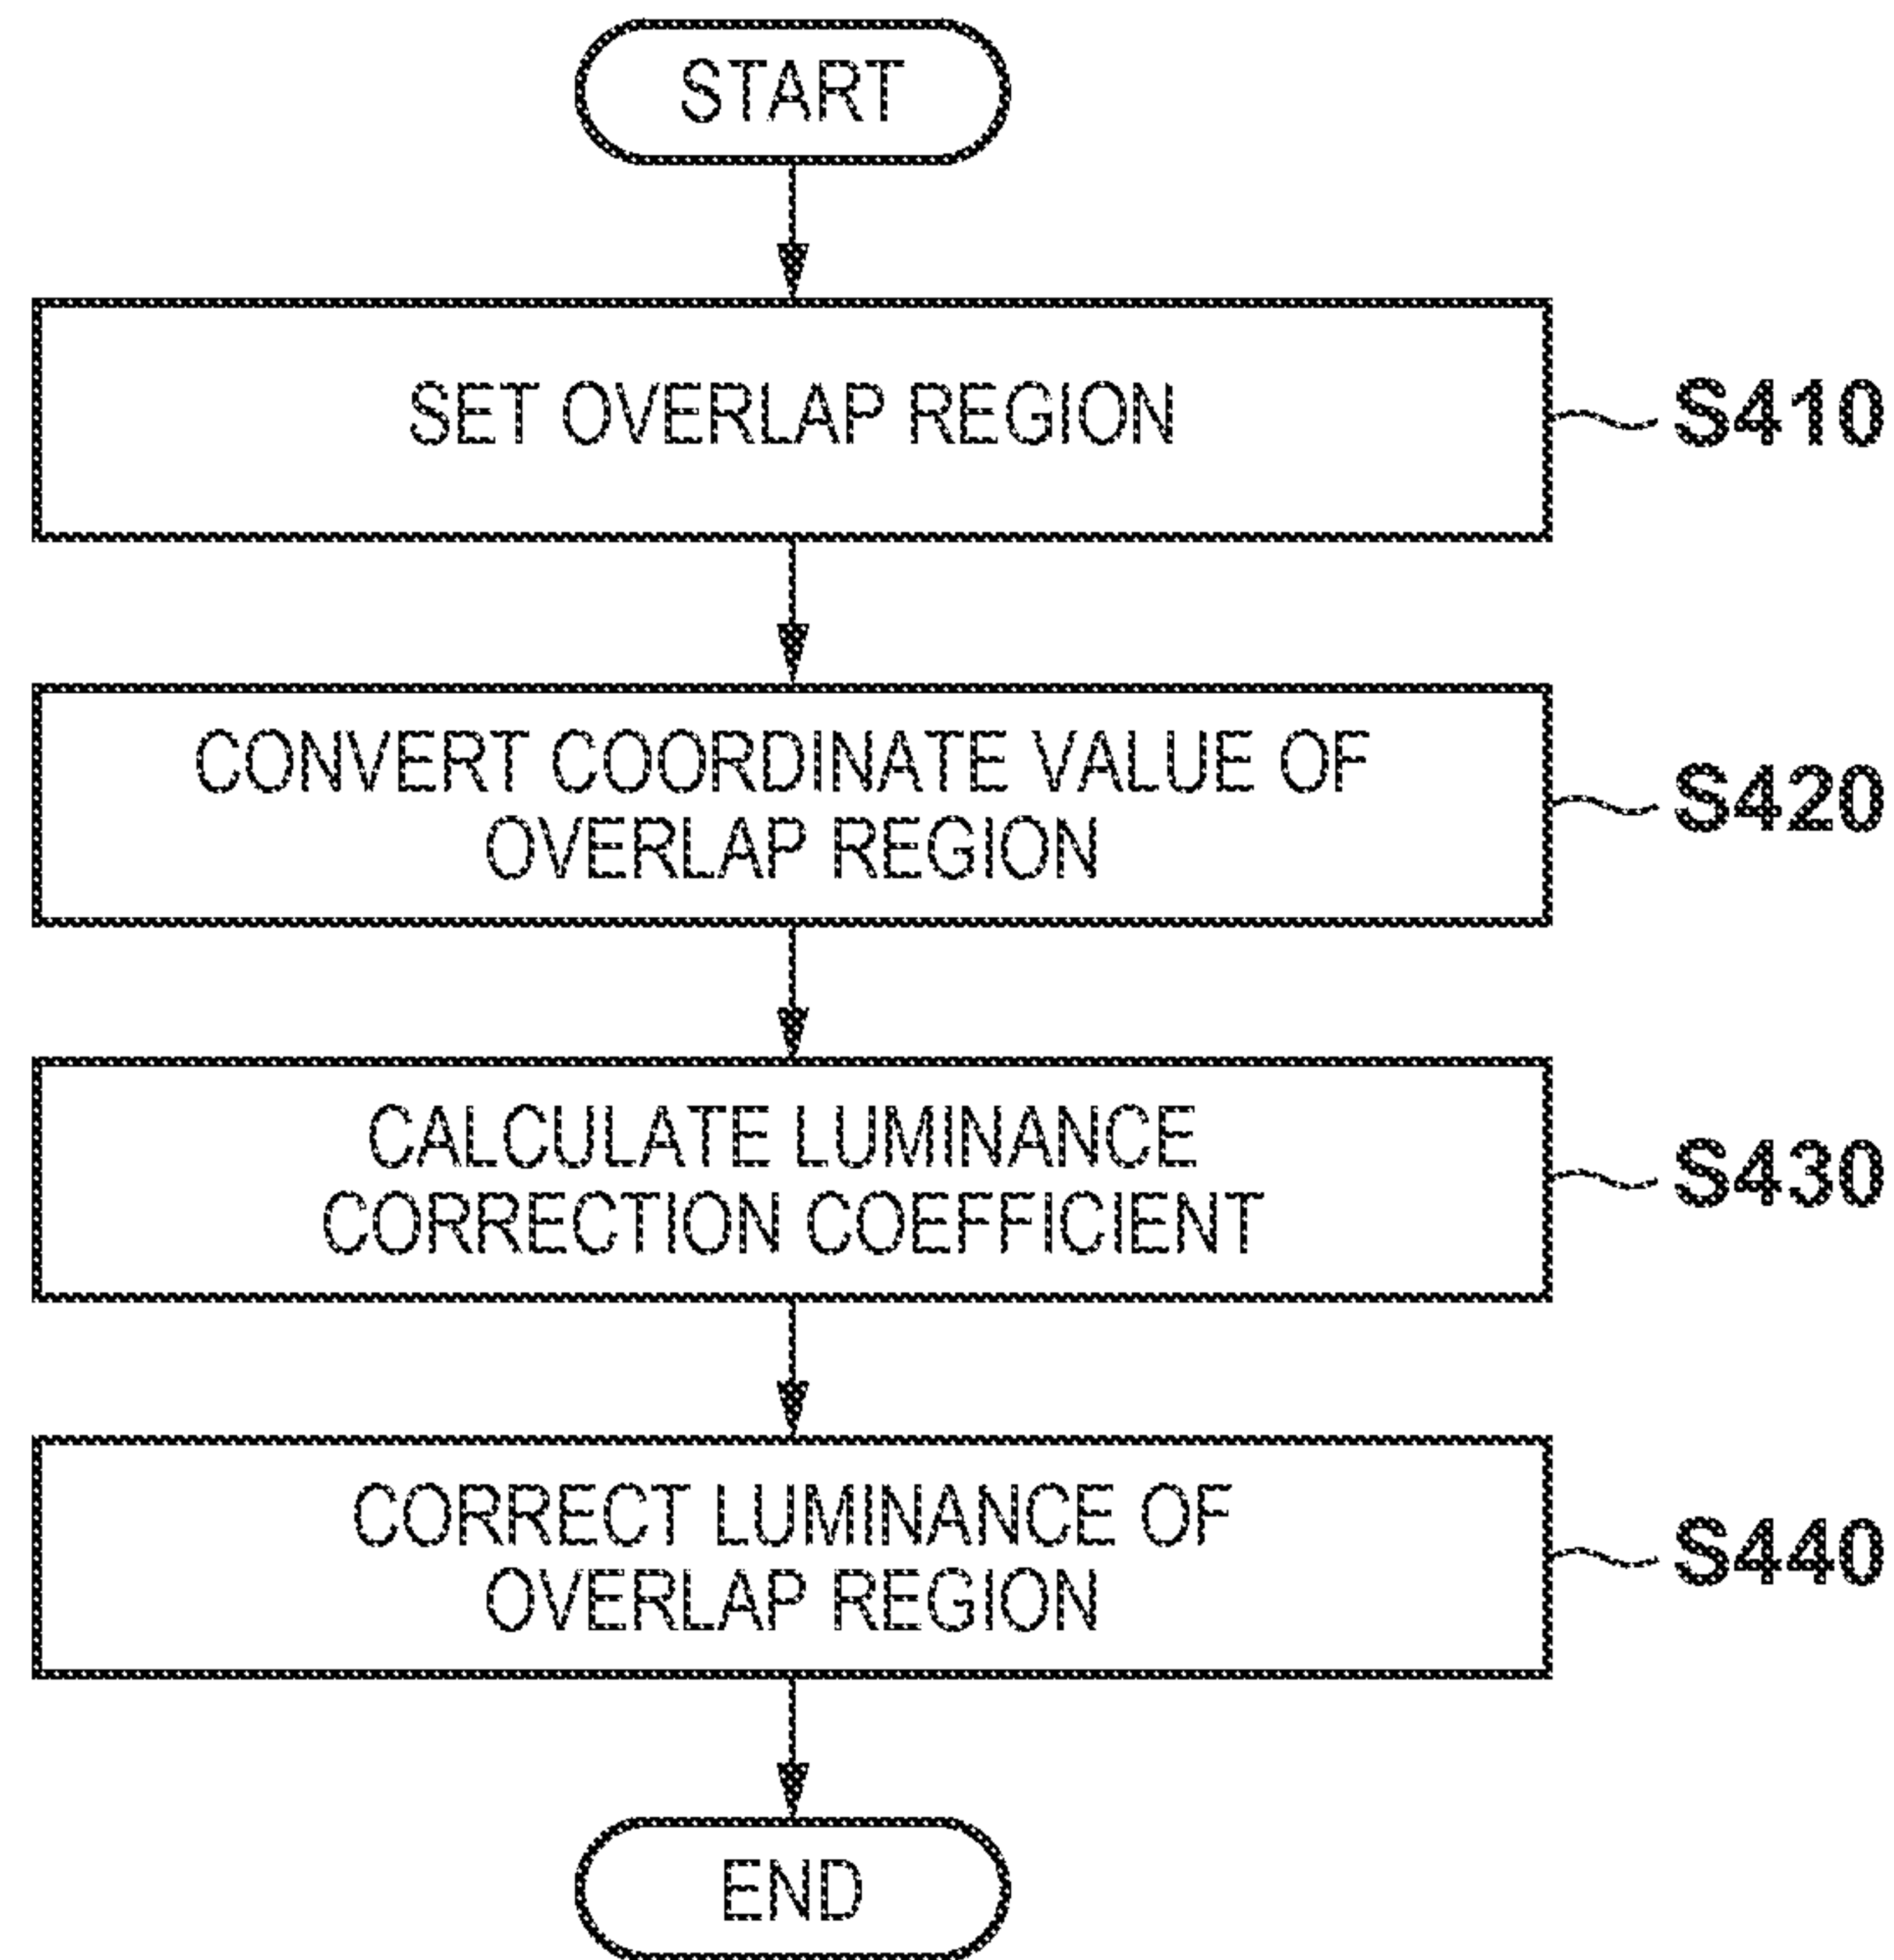 START
SET OVERLAP REGION
S410
CONVERT COORDINATE VALUE OF
OVERLAP REGION
S420
CALCULATE LUMINANCE
CORRECTION COEFFICIENT
S430
CORRECT LUMINANCE OF
OVERLAP REGION
S440
END